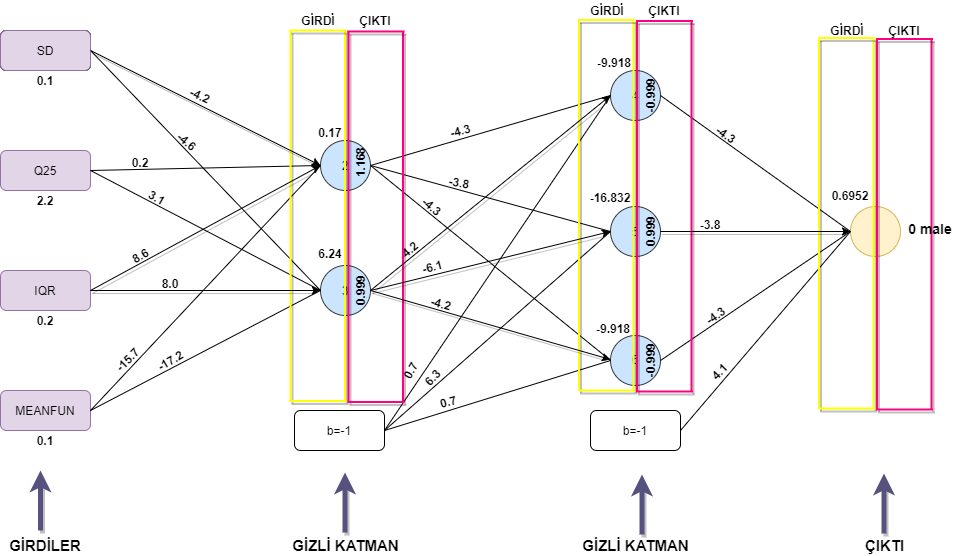 GİRDİ ÇIKTI
GİRDİ ÇIKTI
GİRDİ ÇIKTI
SD
0.1
Q25
2.2
IQR
0.2
MEANFUN
0.1
-4.2
-4.6
0.2
3.1
8.6
8.0
-15.7
-17.2
0.17
1.168
6.24
0.999
b=-1
-4.3
-3.8
-4.3
4.2
-6.1
-4.2
0.7
6.3
0.7
-9.918
-0.999
-16.832
0.999
-9.918
-0.999
b=-1
-4.3
-3.8
-4.3
4.1
0.6952
0 male
GİRDİLER
GİZLİ KATMAN
GİZLİ KATMAN
ÇIKTI